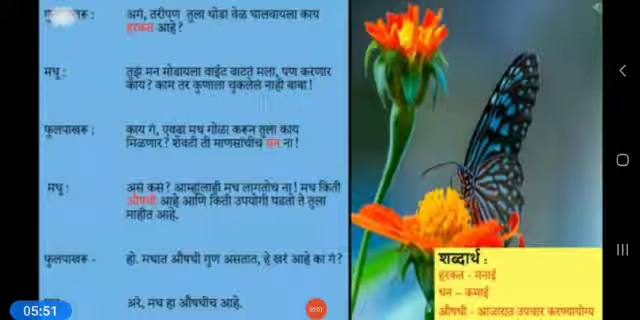 फुलपाखरू : अगं, तरीपण तुला थोडा वेळ घालवायला काय
हरकत आहे?
मधू : तुझं मन मोडायला वाईट वाटते मला, पण करणार
काय? काम तर कुणाला चुकलेले नाही बाबा!
फुलपाखरू : काय गं, एवढा मध गोळा करून तुला काय
मिळणार? शेवटी ती माणसांचीच धन ना!
मधू : असं कसं? आम्हालाही मध लागतोच ना! मध किती
औषधी आहे आणि किती उपयोगी पडतो ते तुला
माहीत आहे.
फुलपाखरू - हो. मधात औषधी गुण असतात, हे खरं आहे का गं?
अरे, मध हा औषधीच आहे.
शब्दार्थ :
हरकत - मनाई
धन – कमाई
औषधी - आजारात उपचार करण्यायोग्य
05:51